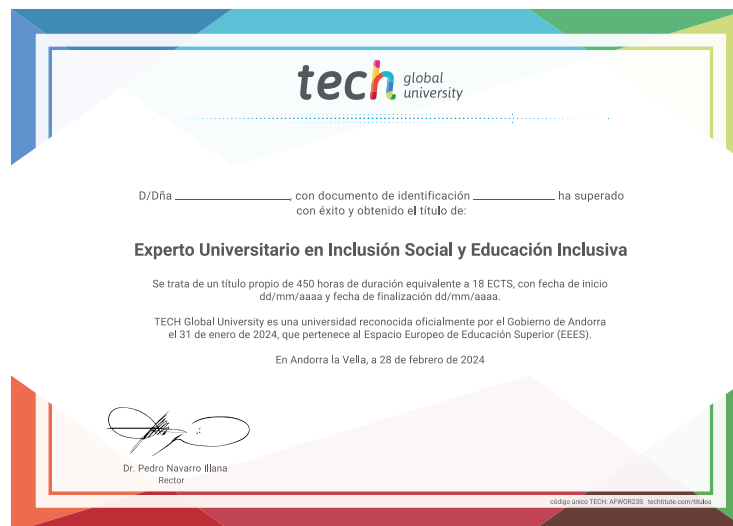 tech global university
D/Dña ____________, con documento de identificación ____________ ha superado
con éxito y obtenido el título de:
Experto Universitario en Inclusión Social y Educación Inclusiva
Se trata de un título propio de 450 horas de duración equivalente a 18 ECTS, con fecha de inicio
dd/mm/aaaa y fecha de finalización dd/mm/aaaa.
TECH Global University es una universidad reconocida oficialmente por el Gobierno de Andorra
el 31 de enero de 2024, que pertenece al Espacio Europeo de Educación Superior (EEES).
En Andorra la Vella, a 28 de febrero de 2024
Dr. Pedro Navarro Illana
Rector
código único TECH: AFWOR23S techtitute.com/titulos